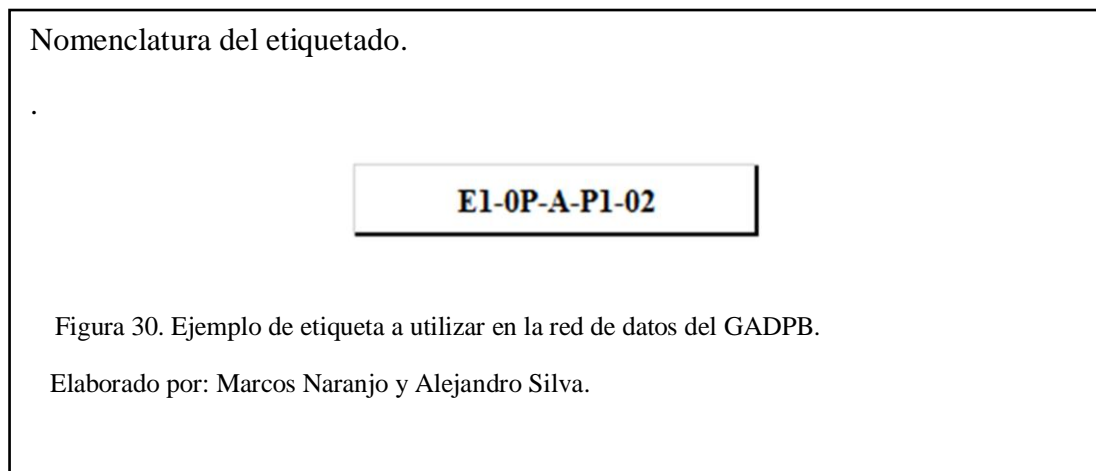 Nomenclatura del etiquetado.
.
E1-0P-A-P1-02
Figura 30. Ejemplo de etiqueta a utilizar en la red de datos del GADPB.
Elaborado por: Marcos Naranjo y Alejandro Silva.